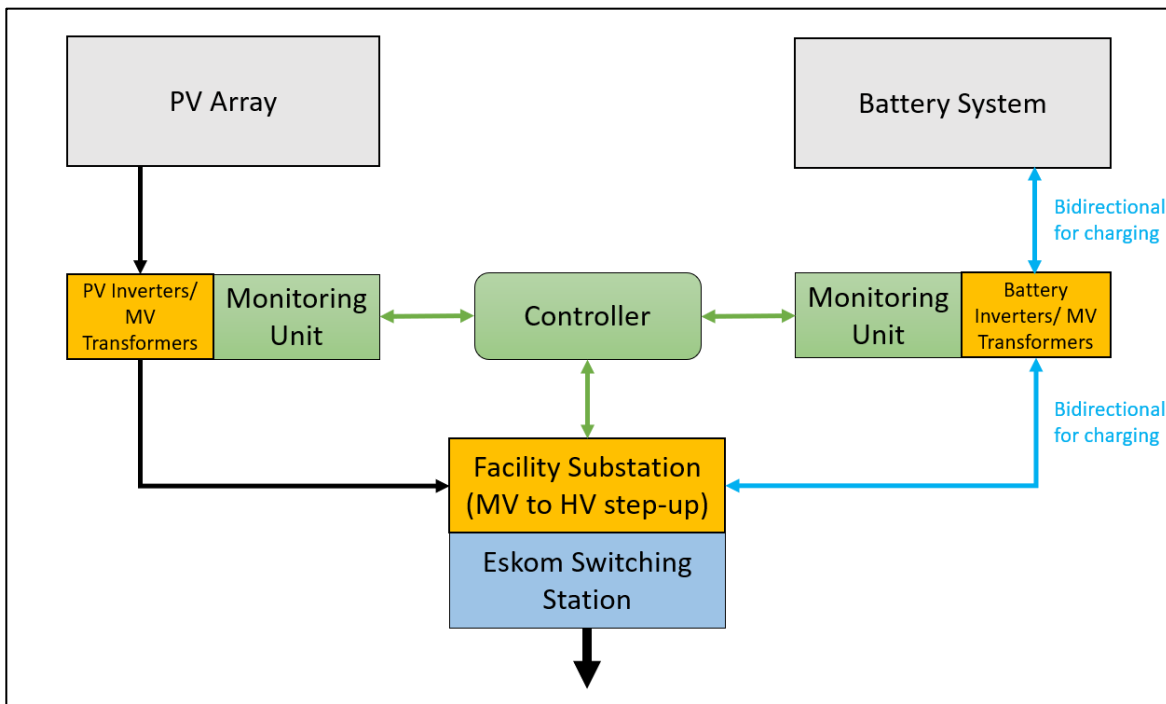 PV Array
Battery System
Bidirectional
for charging
PV Inverters/
MV
Transformers
Monitoring
Unit
Controller
Monitoring
Unit
Battery
Inverters/ MV
Transformers
Bidirectional
for charging
Facility Substation
(MV to HV step-up)
Eskom Switching
Station